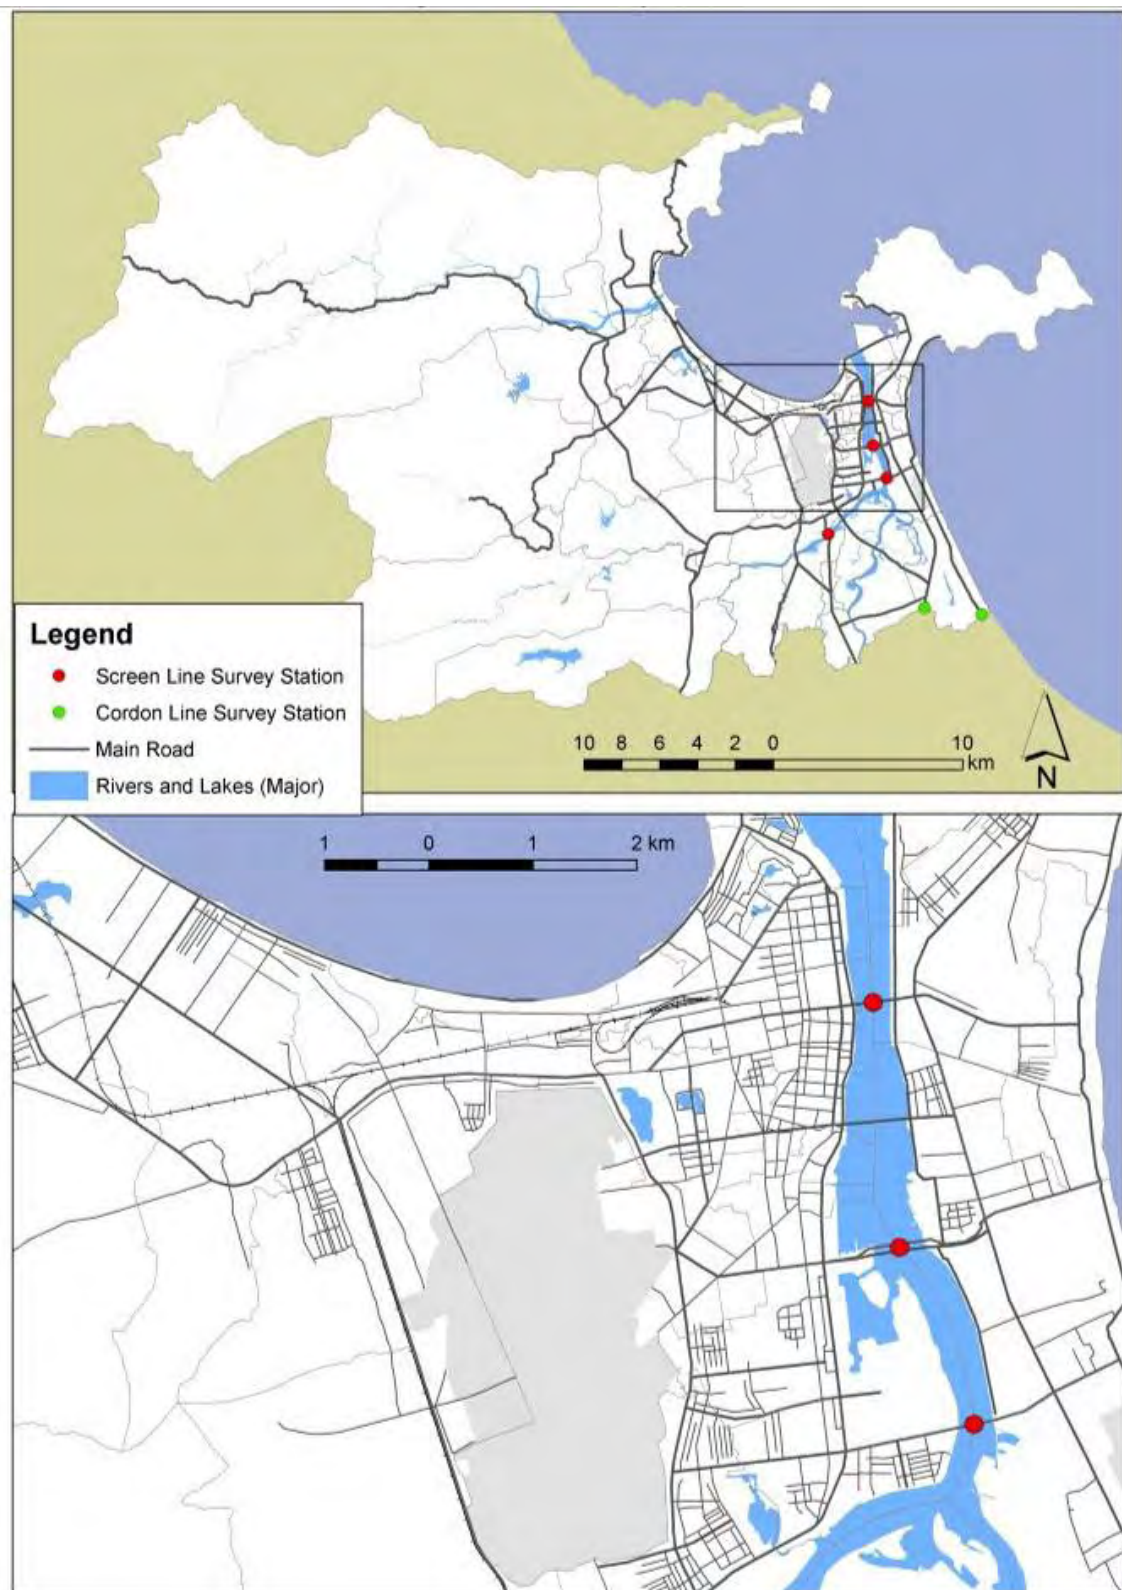 Legend
Screen Line Survey Station
Cordon Line Survey Station
Main Road
Rivers and Lakes (Major)
10 8 6 4 2 0 10
km
N
1 0 1 2 km